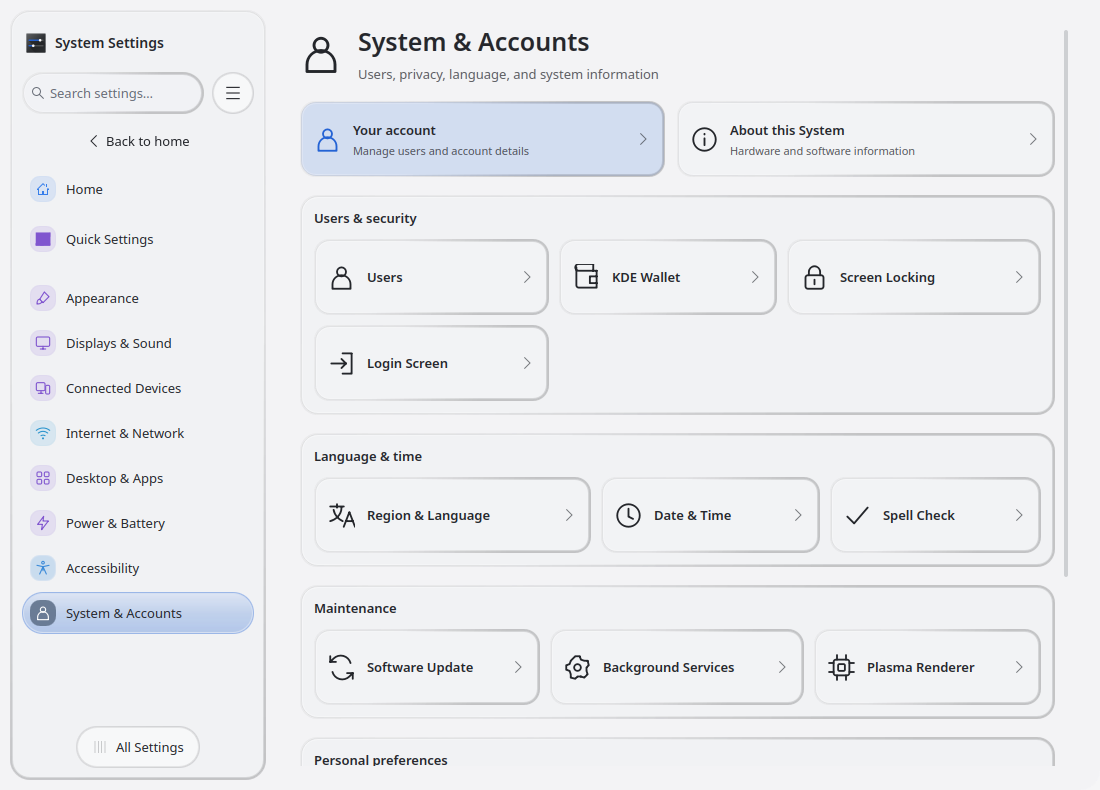 System Settings
Search settings...
Back to home
Home
Quick Settings
Appearance
Displays & Sound
Connected Devices
Internet & Network
Desktop & Apps
Power & Battery
Accessibility
System & Accounts
All Settings
System & Accounts
Users, privacy, language, and system information
Your account
Manage users and account details
About this System
Hardware and software information
Users & security
Users
KDE Wallet
Screen Locking
Login Screen
Language & time
Region & Language
Date & Time
Spell Check
Maintenance
Software Update
Background Services
Plasma Renderer
Personal preferences